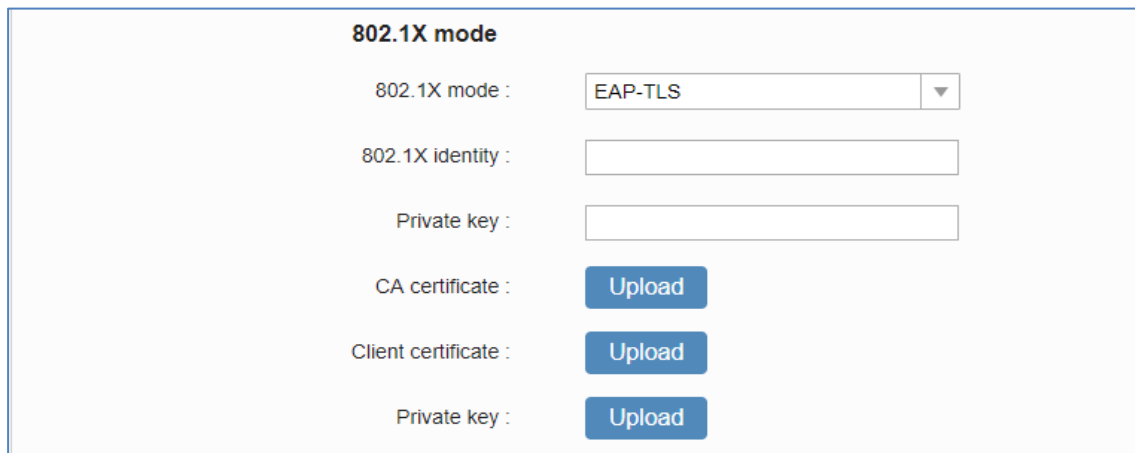 802.1X mode
802.1X mode : EAP-TLS
802.1X identity :
Private key :
CA certificate : Upload
Client certificate : Upload
Private key : Upload